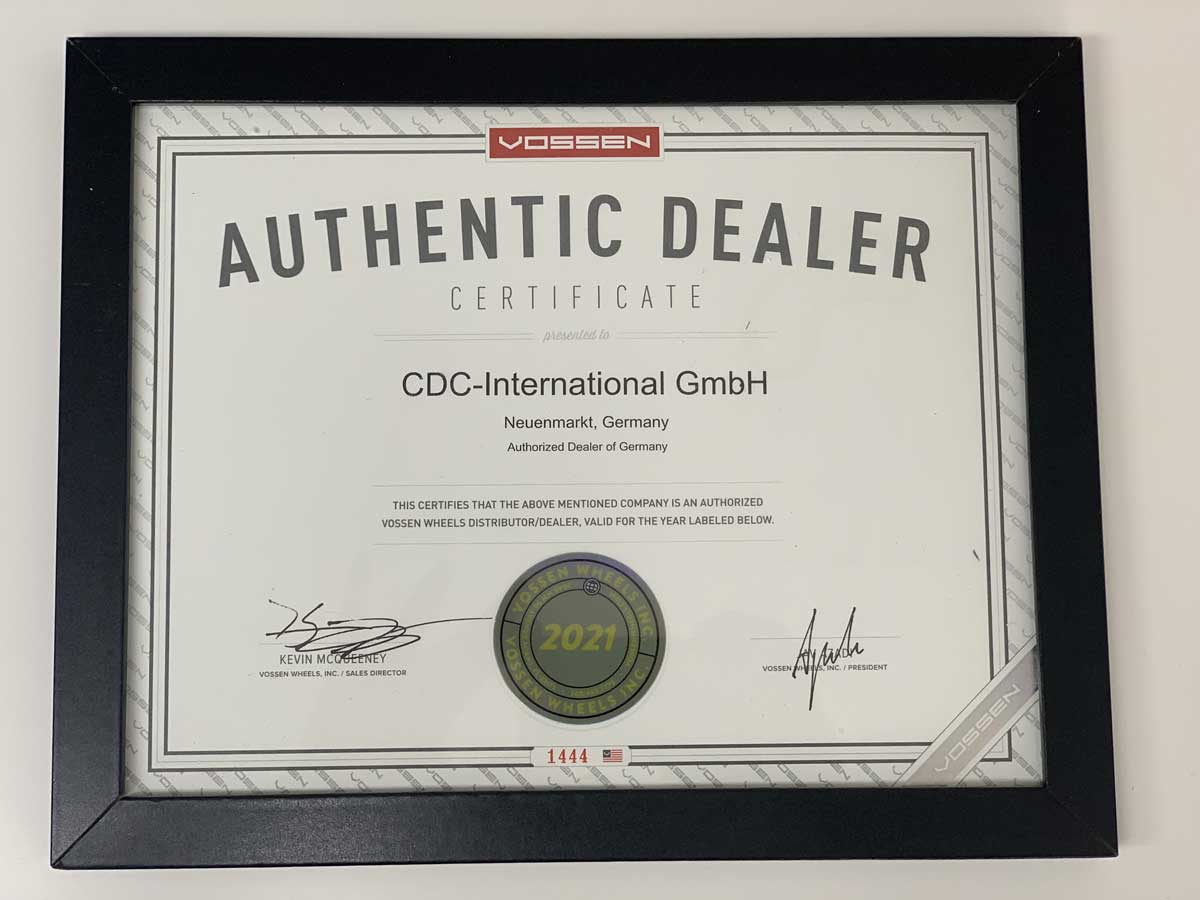 VOSSEN
AUTHENTIC DEALER
CERTIFICATE
presented to
CDC-International GmbH
Neuenmarkt, Germany
Authorized Dealer of Germany
THIS CERTIFIES THAT THE ABOVE MENTIONED COMPANY IS AN AUTHORIZED
VOSSEN WHEELS DISTRIBUTOR/DEALER, VALID FOR THE YEAR LABELED BELOW.
VOSSEN WHEELS INC.
2021
VOSSEN WHEELS INC.
KEVIN MCQUEENEY
VOSSEN WHEELS, INC. / SALES DIRECTOR
VOSSEN WHEELS, INC. / PRESIDENT
VOSSEN
1444